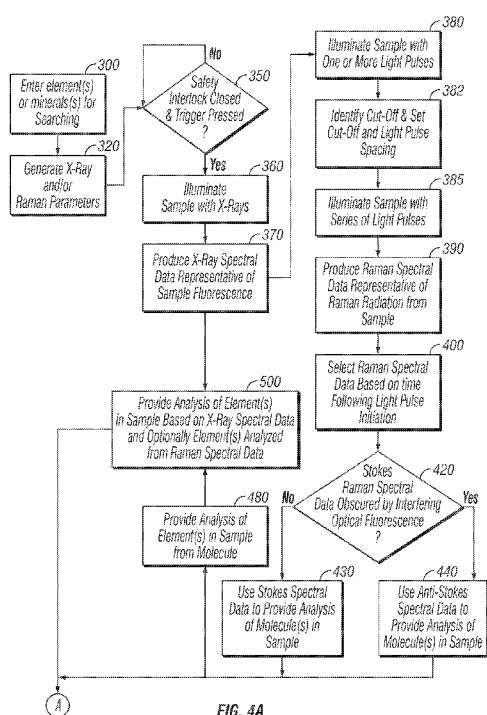 300
Enter element(s)
or minerals(s) for
Searching
320
Generate X-Ray
and/or
Raman Parameters
No
350
Safety
Interlock Closed
& Trigger Pressed
?
Yes
360
Illuminate
Sample with
X-Rays
370
Produce X-Ray Spectral
Data Representative of
Sample Fluorescence
380
Illuminate Sample with
One or More Light Pulses
382
Identify Cut-Off & Set
Cut-Off and Light Pulse
Spacing
385
Illuminate Sample with
Series of Light Pulses
390
Produce Raman Spectral
Data Representative of
Raman Radiation from
Sample
400
Select Raman Spectral
Data Based on time
Following Light Pulse
Initiation
420
Stokes
Raman Spectral
Data Obscured by Interfering
Optical Fluorescence
?
No
Yes
500
Provide Analysis of Element(s)
in Sample Based on X-Ray Spectral Data
and Optionally Element(s) Analyzed
from Raman Spectral Data
480
Provide Analysis of
Element(s) in Sample
from Molecule
430
Use Stokes Spectral
Data to Provide Analysis
of Molecule(s) in
Sample
440
Use Anti-Stokes
Spectral Data to
Provide Analysis of
Molecule(s) in Sample
A
FIG. 4A